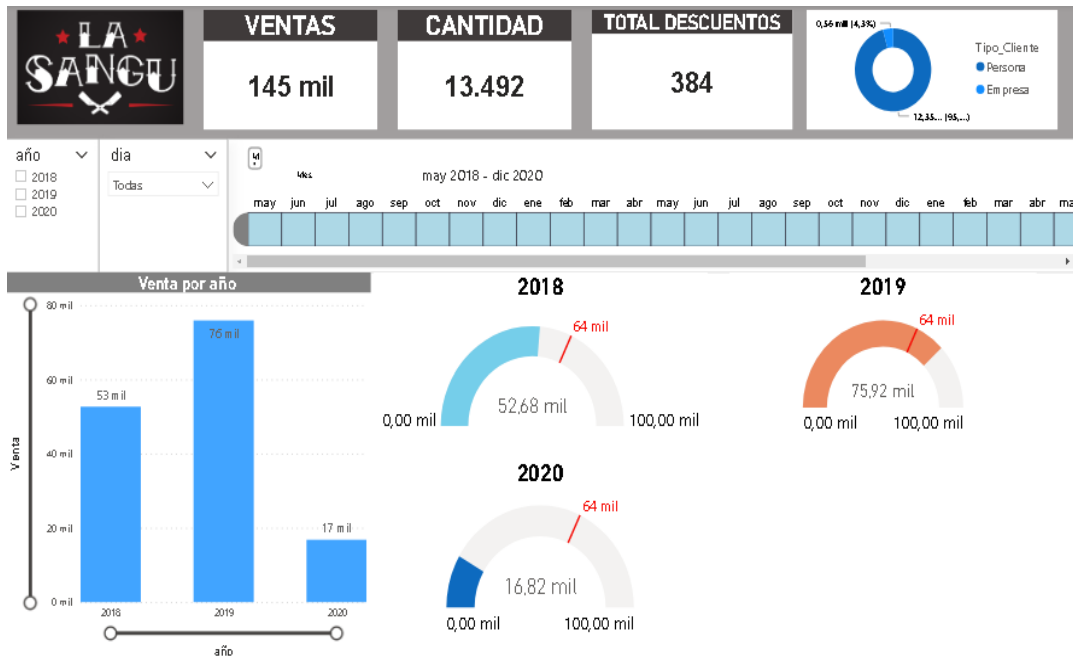 LA
SANGU
VENTAS
145 mil
CANTIDAD
13.492
TOTAL DESCUENTOS
384
0,56 mil (4,3%)
12,35... (95,...)
Tipo_Cliente
Persona
Empresa
año
2018
2019
2020
dia
Todas
Mes
may 2018 - dic 2020
may jun jul ago sep oct nov dic ene feb mar abr may jun jul ago sep oct nov dic ene feb mar abr ma
Venta por año
80 mil
60 mil
40 mil
20 mil
0 mil
Venta
53 mil
76 mil
17 mil
2018 2019 2020
año
2018
64 mil
52,68 mil
0,00 mil 100,00 mil
2019
64 mil
75,92 mil
0,00 mil 100,00 mil
2020
64 mil
16,82 mil
0,00 mil 100,00 mil